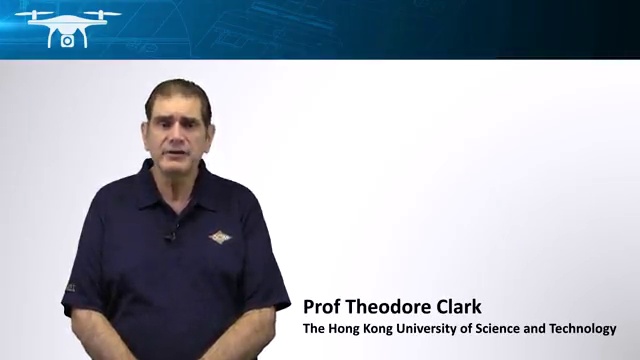 Prof Theodore Clark
The Hong Kong University of Science and Technology